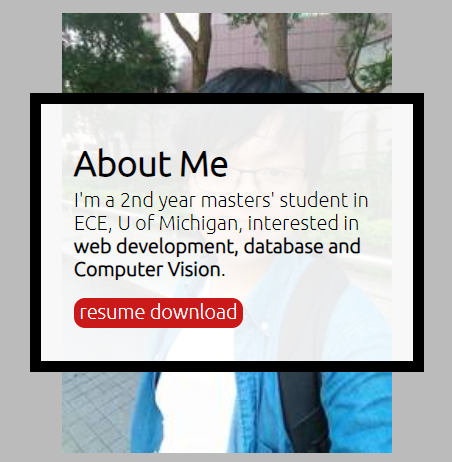 About Me
I'm a 2nd year masters' student in
ECE, U of Michigan, interested in
web development, database and
Computer Vision.
resume download